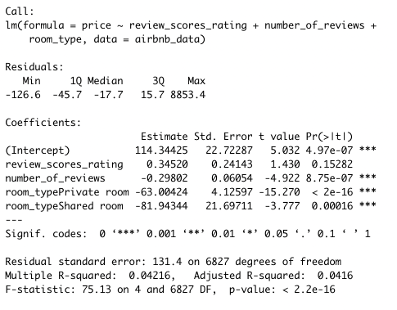 Call:
lm(formula = price ~ review_scores_rating + number_of_reviews +
    room_type, data = airbnb_data)
Residuals:
   Min     1Q Median     3Q    Max
-126.6  -45.7  -17.7   15.7 8853.4
Coefficients:
                       Estimate Std. Error t value Pr(>|t|)
(Intercept)           114.34425   22.72287   5.032 4.97e-07 ***
review_scores_rating    0.34520    0.24143   1.430  0.15282
number_of_reviews      -0.29802    0.06054  -4.922 8.75e-07 ***
room_typePrivate room -63.00424    4.12597 -15.270  < 2e-16 ***
room_typeShared room  -81.94344   21.69711  -3.777  0.00016 ***
---
Signif. codes:  0 ‘***’ 0.001 ‘**’ 0.01 ‘*’ 0.05 ‘.’ 0.1 ‘ ’ 1
Residual standard error: 131.4 on 6827 degrees of freedom
Multiple R-squared:  0.04216,	Adjusted R-squared:  0.0416
F-statistic: 75.13 on 4 and 6827 DF,  p-value: < 2.2e-16